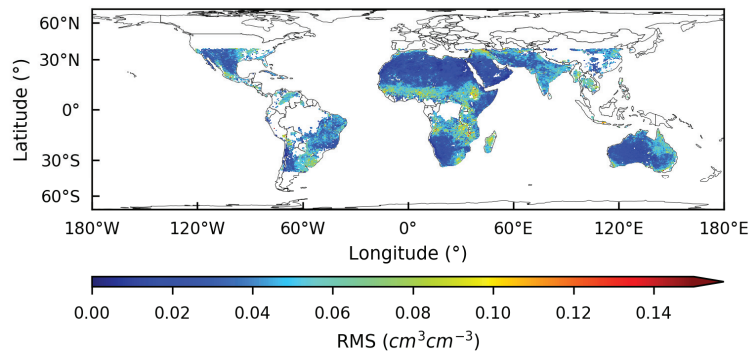 60°N
30°N
0°
30°S
60°S
Latitude (°)
180°W 120°W 60°W 0° 60°E 120°E 180°E
Longitude (°)
0.00 0.02 0.04 0.06 0.08 0.10 0.12 0.14
RMS (cm³cm⁻³)